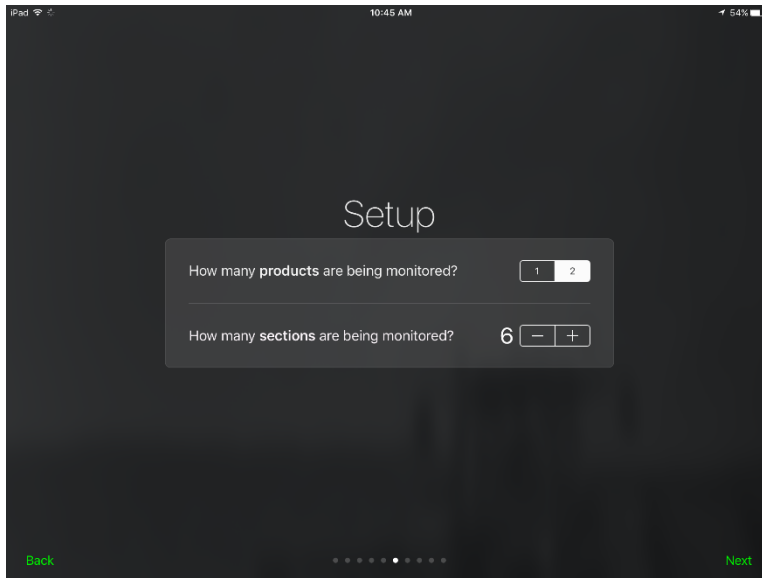 iPad 10:45 AM 54%
Setup
How many products are being monitored? 1 2
How many sections are being monitored? 6 − +
Back Next